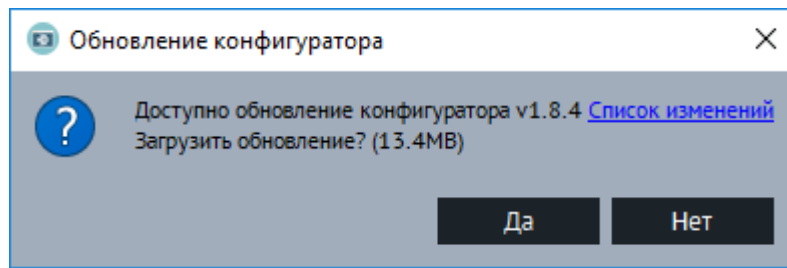 Обновление конфигуратора
Доступно обновление конфигуратора v1.8.4 Список изменений
Загрузить обновление? (13.4MB)
Да Нет